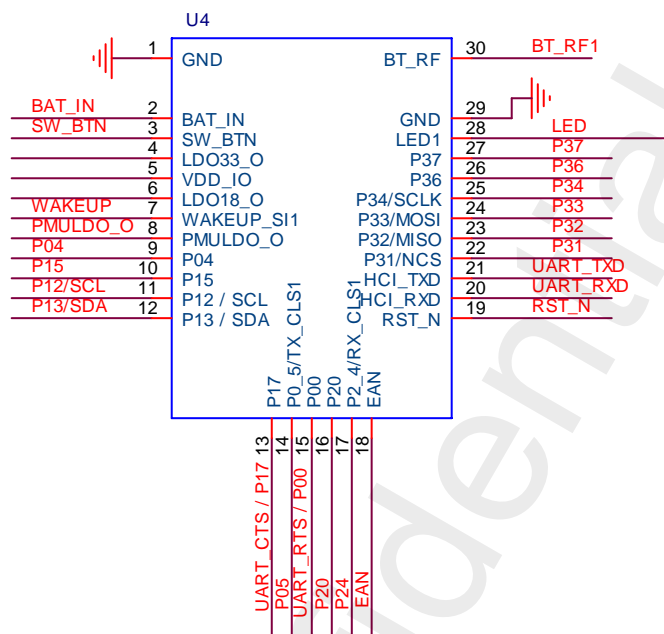 U4
1 GND BT_RF 30 BT_RF1
GND 29
BAT_IN 2 BAT_IN LED1 28 LED
SW_BTN 3 SW_BTN P37 27 P37
4 LDO33_O P36 26 P36
5 VDD_IO P34/SCLK 25 P34
6 LDO18_O P33/MOSI 24 P33
WAKEUP 7 WAKEUP_SI1 P32/MISO 23 P32
PMULDO_O 8 PMULDO_O P31/NCS 22 P31
P04 9 P04 HCI_TXD 21 UART_TXD
P15 10 P15 HCI_RXD 20 UART_RXD
P12/SCL 11 P12 / SCL RST_N 19 RST_N
P13/SDA 12 P13 / SDA
P17 13 UART_CTS / P17
P0_5/TX_CLS1 14 P05
P00 15 UART_RTS / P00
P20 16 P20
P2_4/RX_CLS1 17 P24
EAN 18 EAN